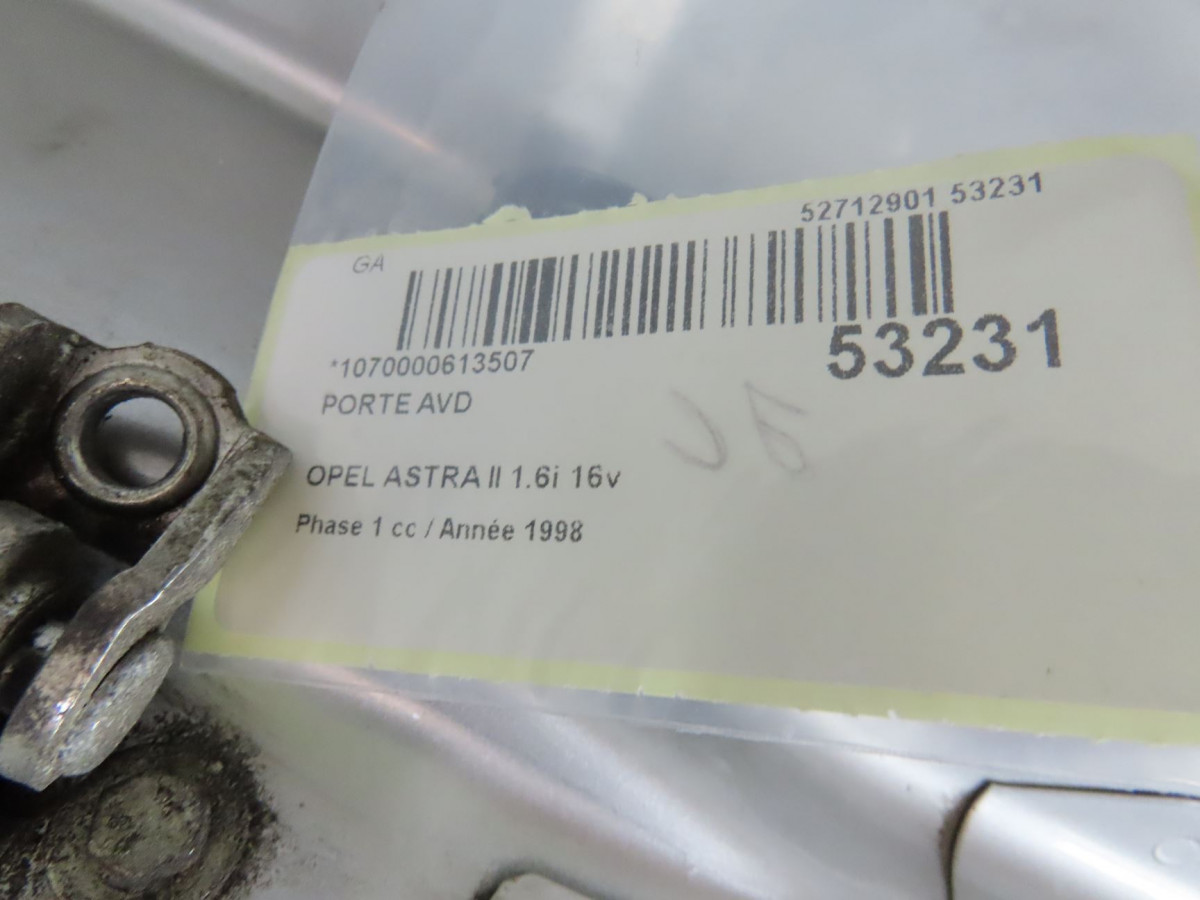 52712901 53231
GA
*1070000613507
53231
PORTE AVD
OPEL ASTRA II 1.6i 16v
Phase 1 cc / Année 1998